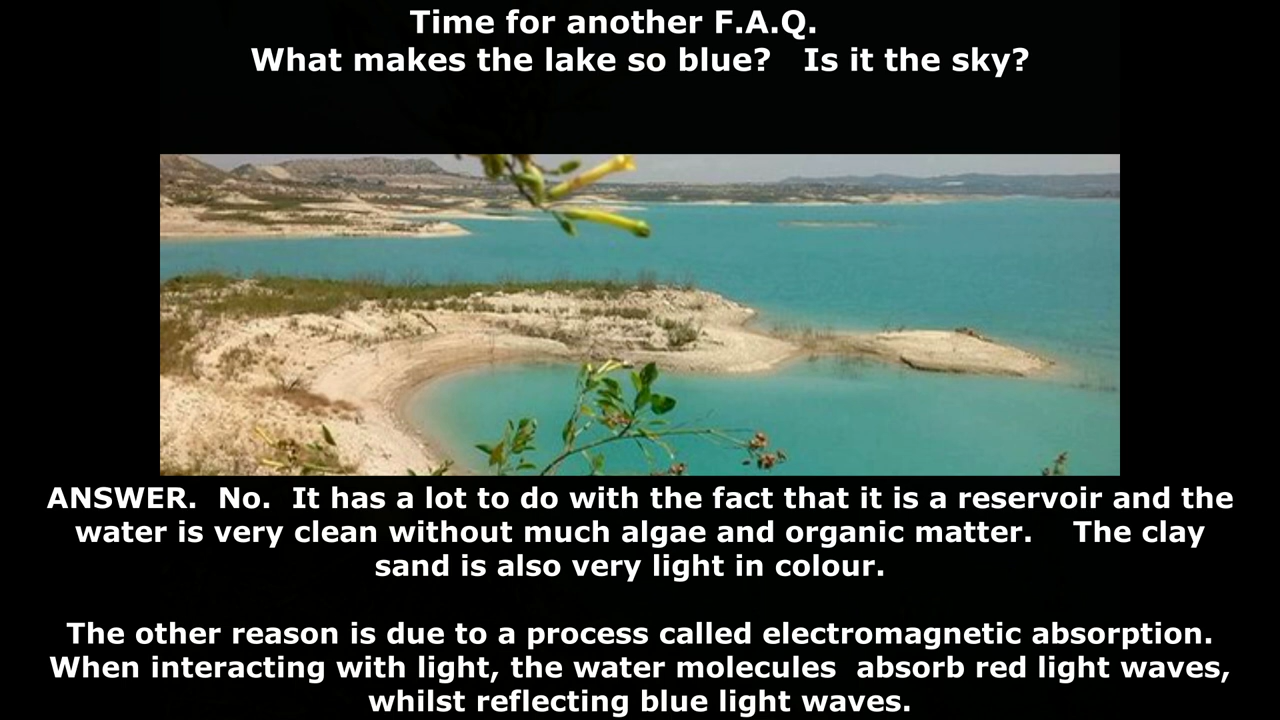 Time for another F.A.Q.
What makes the lake so blue?   Is it the sky?
ANSWER.  No.  It has a lot to do with the fact that it is a reservoir and the
water is very clean without much algae and organic matter.    The clay
sand is also very light in colour.
The other reason is due to a process called electromagnetic absorption.
When interacting with light, the water molecules  absorb red light waves,
whilst reflecting blue light waves.